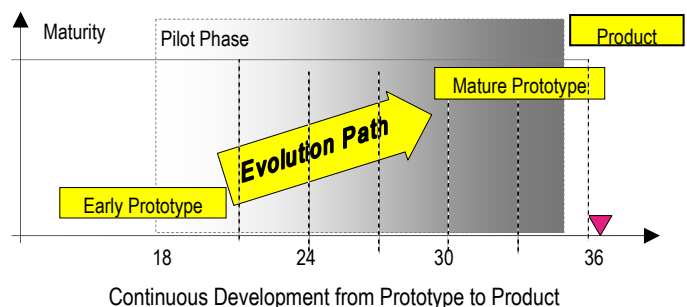 Maturity
Pilot Phase
Product
Mature Prototype
Evolution Path
Early Prototype
18 24 30 36
Continuous Development from Prototype to Product